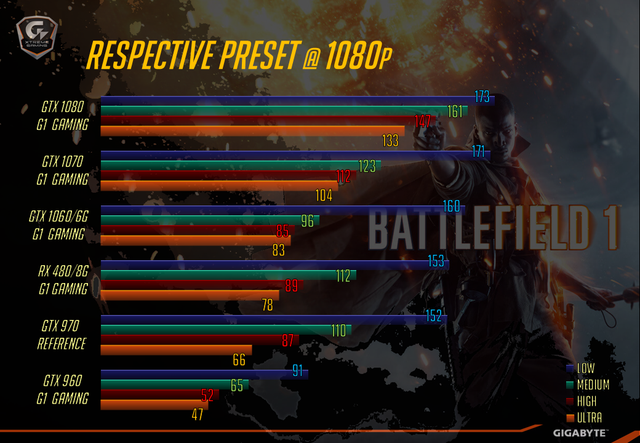 XTREME
GAMING
RESPECTIVE PRESET @ 1080P
GTX 1080
G1 GAMING
173
161
147
133
GTX 1070
G1 GAMING
171
123
112
104
GTX 1060/6G
G1 GAMING
160
96
85
83
RX 480/8G
G1 GAMING
153
112
89
78
GTX 970
REFERENCE
152
110
87
66
GTX 960
G1 GAMING
91
65
52
47
BATTLEFIELD 1
LOW
MEDIUM
HIGH
ULTRA
GIGABYTE